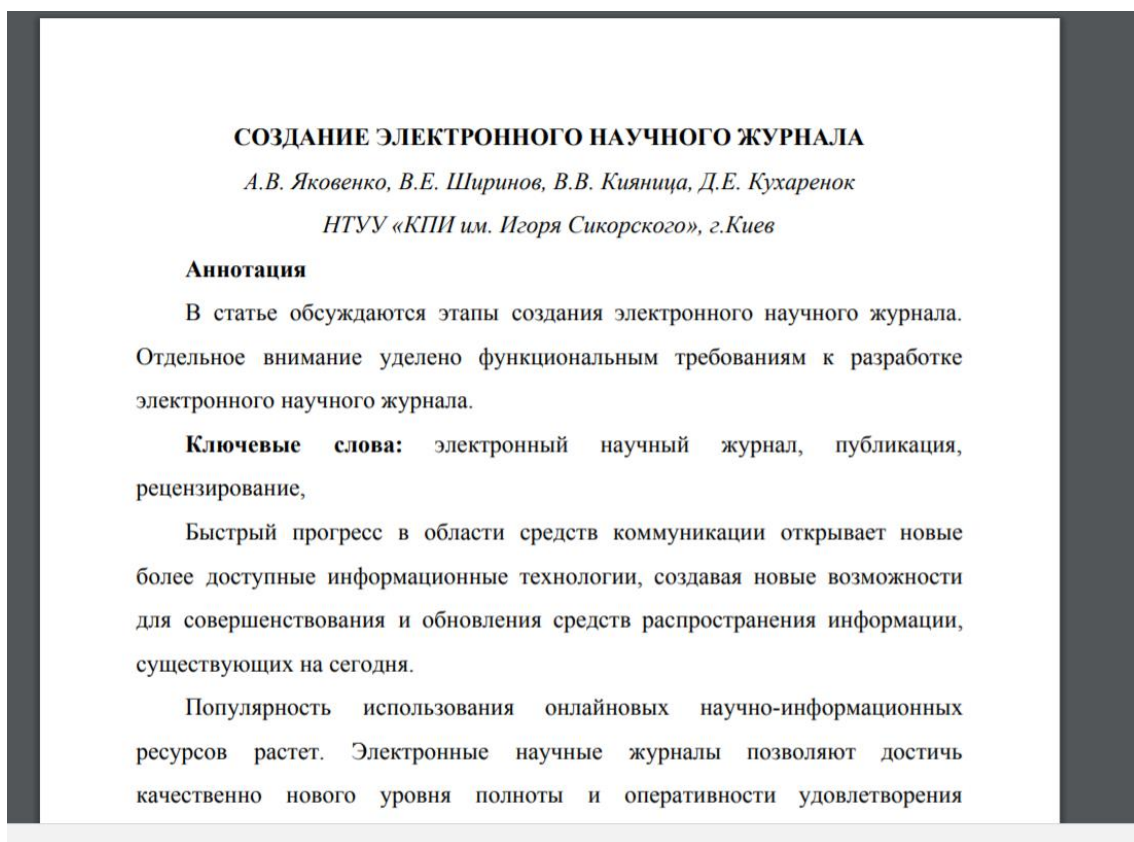 СОЗДАНИЕ ЭЛЕКТРОННОГО НАУЧНОГО ЖУРНАЛА
А.В. Яковенко, В.Е. Ширинов, В.В. Кияница, Д.Е. Кухаренок
НТУУ «КПИ им. Игоря Сикорского», г.Киев
Аннотация
В статье обсуждаются этапы создания электронного научного журнала.
Отдельное внимание уделено функциональным требованиям к разработке
электронного научного журнала.
Ключевые слова: электронный научный журнал, публикация,
рецензирование,
Быстрый прогресс в области средств коммуникации открывает новые
более доступные информационные технологии, создавая новые возможности
для совершенствования и обновления средств распространения информации,
существующих на сегодня.
Популярность использования онлайновых научно-информационных
ресурсов растет. Электронные научные журналы позволяют достичь
качественно нового уровня полноты и оперативности удовлетворения